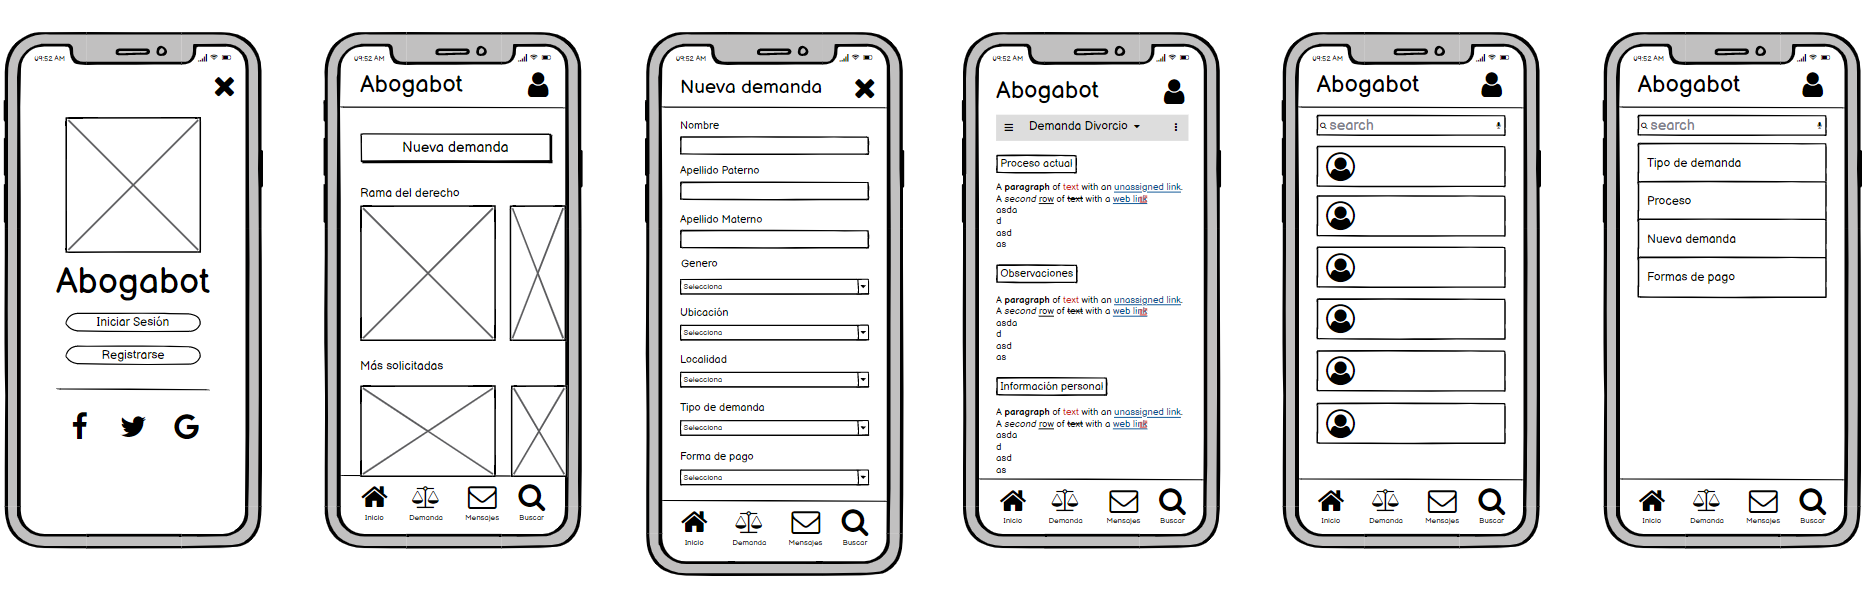 09:52 AM
Abogabot
Iniciar Sesión
Registrarse
09:52 AM
Abogabot
Nueva demanda
Rama del derecho
Más solicitadas
Inicio
Demanda
Mensajes
Buscar
09:52 AM
Nueva demanda
Nombre
Apellido Paterno
Apellido Materno
Genero
Selecciona
Ubicación
Selecciona
Localidad
Selecciona
Tipo de demanda
Selecciona
Forma de pago
Selecciona
Inicio
Demanda
Mensajes
Buscar
09:52 AM
Abogabot
Demanda Divorcio
Proceso actual
A paragraph of text with an unassigned link.
A second row of text with a web link
asda
d
asd
as
Observaciones
A paragraph of text with an unassigned link.
A second row of text with a web link
asda
d
asd
as
Información personal
A paragraph of text with an unassigned link.
A second row of text with a web link
asda
d
asd
as
Inicio
Demanda
Mensajes
Buscar
09:52 AM
Abogabot
search
Inicio
Demanda
Mensajes
Buscar
09:52 AM
Abogabot
search
Tipo de demanda
Proceso
Nueva demanda
Formas de pago
Inicio
Demanda
Mensajes
Buscar